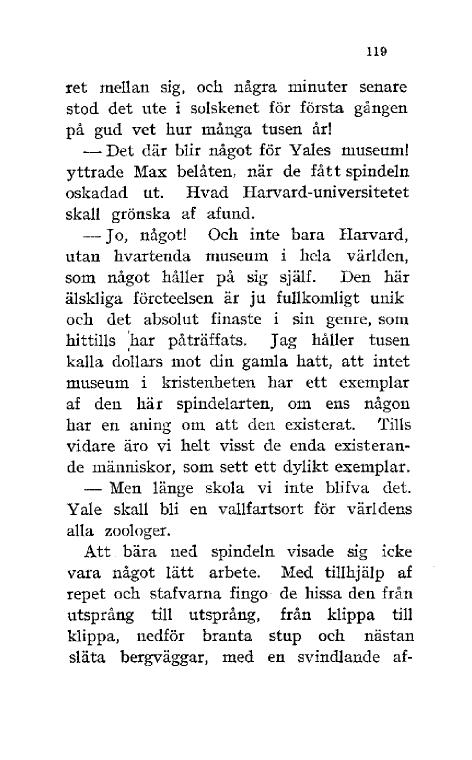 119
ret mellan sig, och några minuter senare
stod det ute i solskenet för första gången
på gud vet hur många tusen år!
— Det där blir något för Yales museum!
yttrade Max belåten, när de fått spindeln
oskadad ut. Hvad Harvard-universitetet
skall grönska af afund.
— Jo, något! Och inte bara Harvard,
utan hvartenda museum i hela världen,
som något håller på sig själf. Den här
älskliga företeelsen är ju fullkomligt unik
och det absolut finaste i sin genre, som
hittills har påträffats. Jag håller tusen
kalla dollars mot din gamla hatt, att intet
museum i kristenheten har ett exemplar
af den här spindelarten, om ens någon
har en aning om att den existerat. Tills
vidare äro vi helt visst de enda existeran-
de människor, som sett ett dylikt exemplar.
— Men länge skola vi inte blifva det.
Yale skall bli en vallfartsort för världens
alla zoologer.
Att bära ned spindeln visade sig icke
vara något lätt arbete. Med tillhjälp af
repet och stafvarna fingo de hissa den från
utsprång till utsprång, från klippa till
klippa, nedför branta stup och nästan
släta bergväggar, med en svindlande af-